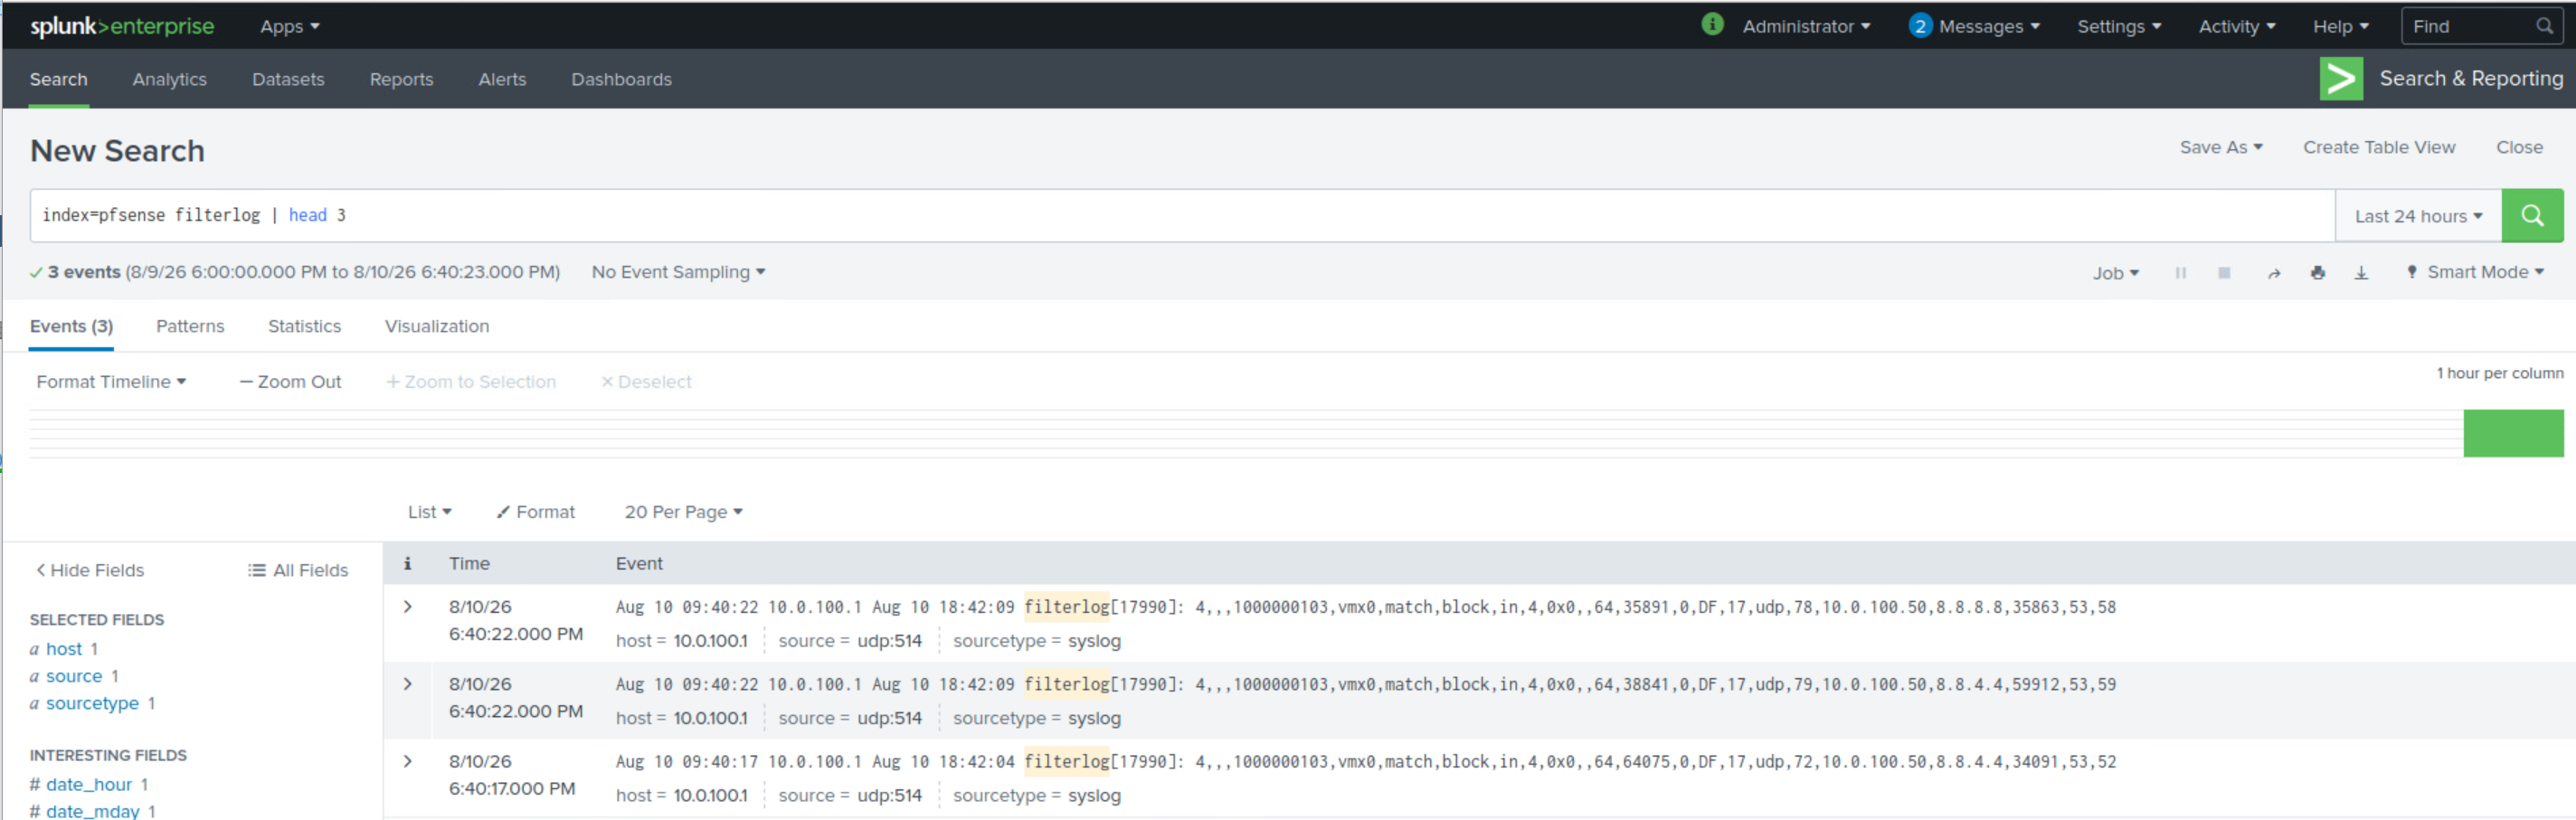 splunk>enterprise Apps i Administrator 2 Messages Settings Activity Help Find
Search Analytics Datasets Reports Alerts Dashboards > Search & Reporting
New Search Save As Create Table View Close
index=pfsense filterlog | head 3 Last 24 hours
✓ 3 events (8/9/26 6:00:00.000 PM to 8/10/26 6:40:23.000 PM) No Event Sampling Job Smart Mode
Events (3) Patterns Statistics Visualization
Format Timeline — Zoom Out + Zoom to Selection × Deselect 1 hour per column
List Format 20 Per Page
< Hide Fields All Fields
SELECTED FIELDS
a host 1
a source 1
a sourcetype 1
INTERESTING FIELDS
# date_hour 1
# date_mday 1
i Time Event
8/10/26 Aug 10 09:40:22 10.0.100.1 Aug 10 18:42:09 filterlog[17990]: 4,,,1000000103,vmx0,match,block,in,4,0x0,,64,35891,0,DF,17,udp,78,10.0.100.50,8.8.8.8,35863,53,58
6:40:22.000 PM host = 10.0.100.1 source = udp:514 sourcetype = syslog
8/10/26 Aug 10 09:40:22 10.0.100.1 Aug 10 18:42:09 filterlog[17990]: 4,,,1000000103,vmx0,match,block,in,4,0x0,,64,38841,0,DF,17,udp,79,10.0.100.50,8.8.4.4,59912,53,59
6:40:22.000 PM host = 10.0.100.1 source = udp:514 sourcetype = syslog
8/10/26 Aug 10 09:40:17 10.0.100.1 Aug 10 18:42:04 filterlog[17990]: 4,,,1000000103,vmx0,match,block,in,4,0x0,,64,64075,0,DF,17,udp,72,10.0.100.50,8.8.4.4,34091,53,52
6:40:17.000 PM host = 10.0.100.1 source = udp:514 sourcetype = syslog